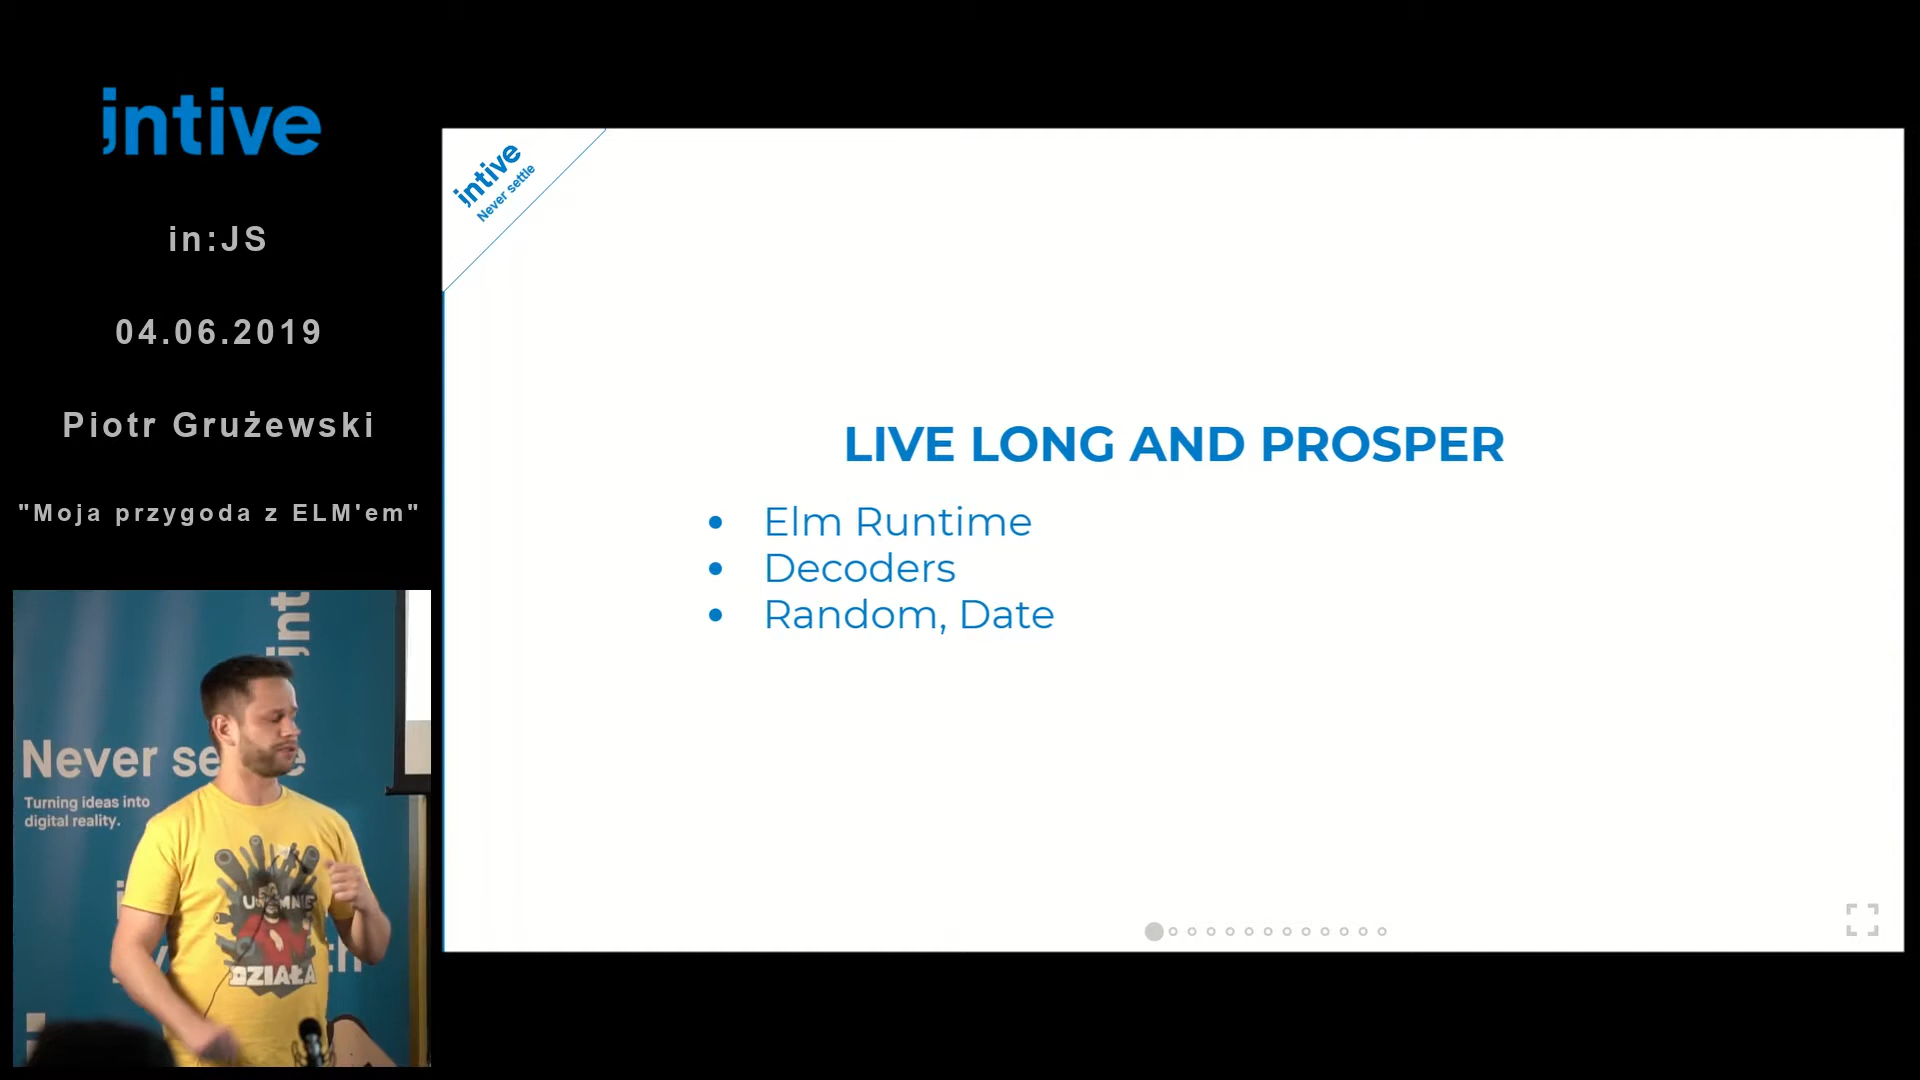 intive
in:JS
04.06.2019
Piotr Grużewski
"Moja przygoda z ELM'em"
intive
Never settle
LIVE LONG AND PROSPER
Elm Runtime
Decoders
Random, Date
Never se
Turning ideas into
digital reality.
DZIAŁA